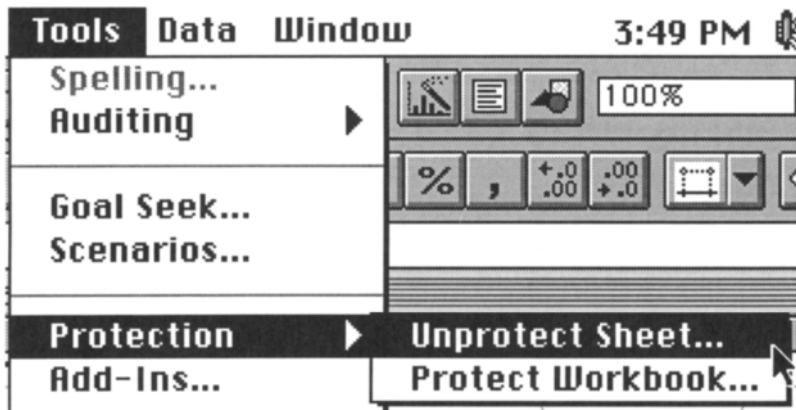 Tools Data Window 3:49 PM
Spelling...
Auditing
100%
% , .0 .00 .00 .0
Goal Seek...
Scenarios...
Protection Unprotect Sheet...
Add-Ins... Protect Workbook...